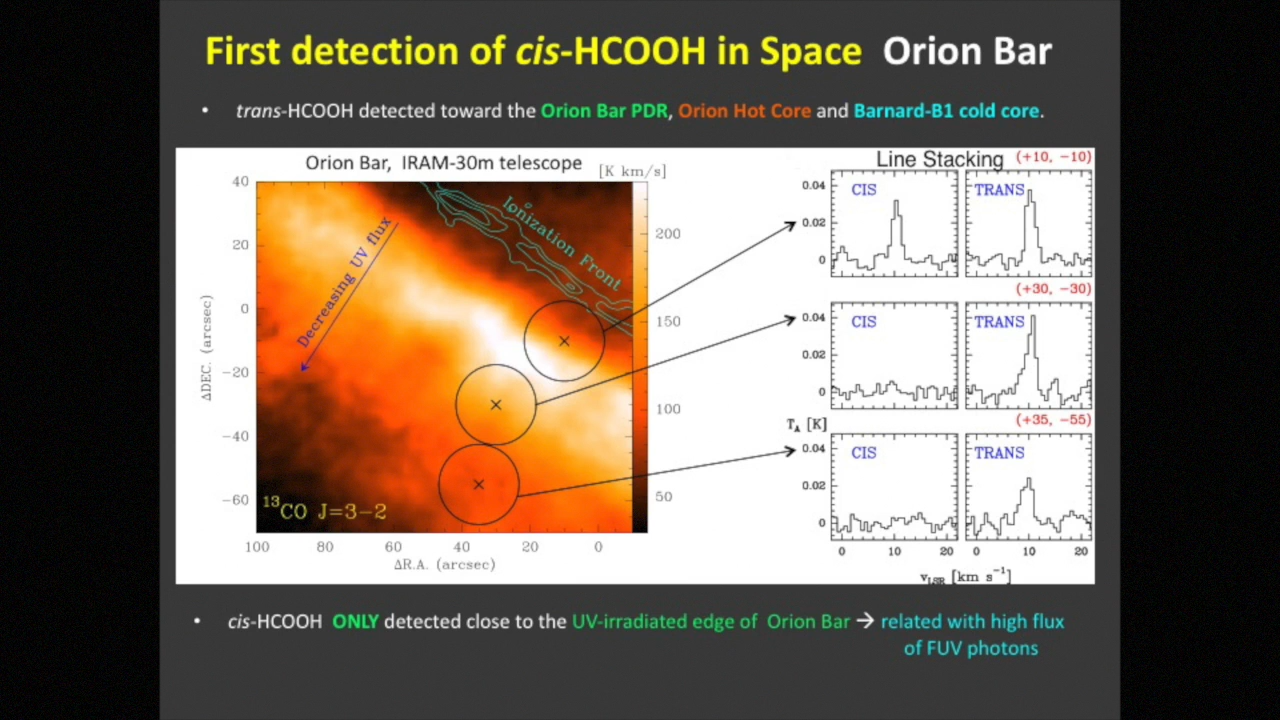 First detection of cis-HCOOH in Space Orion Bar
• trans-HCOOH detected toward the Orion Bar PDR, Orion Hot Core and Barnard-B1 cold core.
Orion Bar, IRAM-30m telescope
[K km/s]
40
20
0
−20
−40
−60
ΔDEC. (arcsec)
Decreasing UV flux
Ionization Front
¹³CO J=3−2
100 80 60 40 20 0
ΔR.A. (arcsec)
200
150
100
50
Line Stacking
(+10, −10)
CIS
TRANS
0.04
0.02
0
(+30, −30)
CIS
TRANS
0.04
0.02
0
(+35, −55)
T_A [K]
CIS
TRANS
0.04
0.02
0
0 10 20 0 10 20
v_LSR [km s⁻¹]
• cis-HCOOH ONLY detected close to the UV-irradiated edge of Orion Bar → related with high flux
of FUV photons